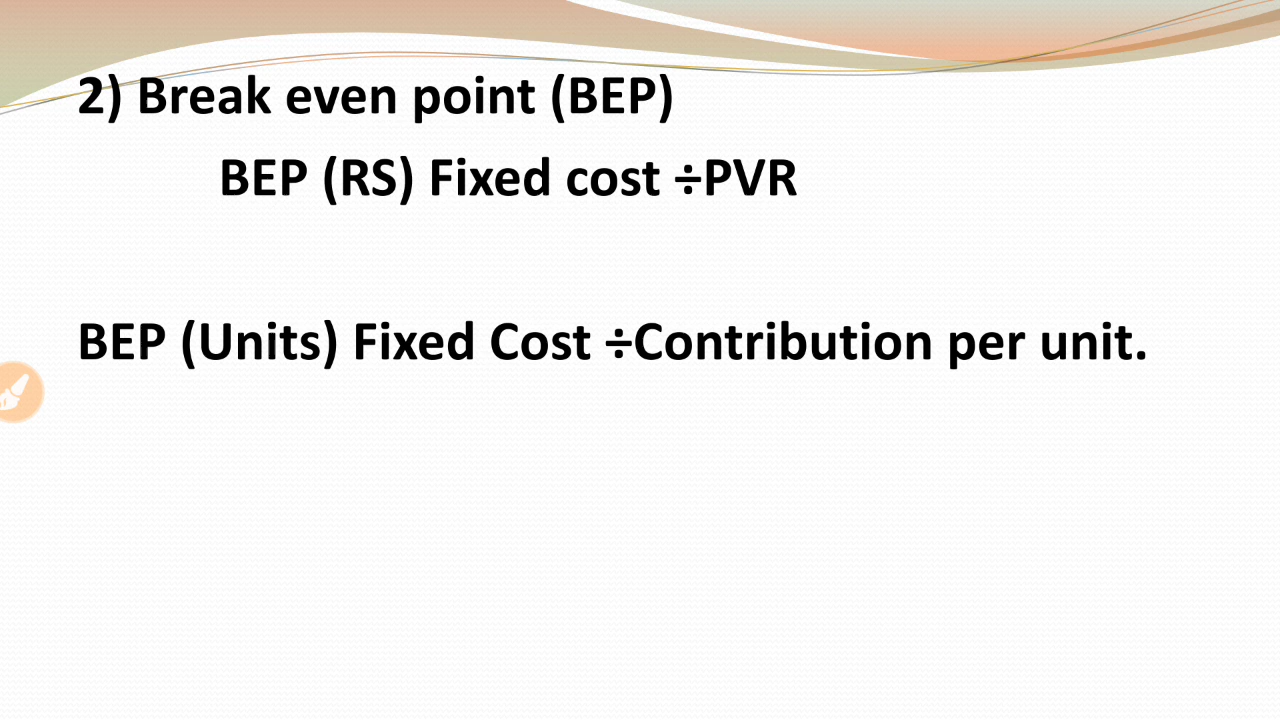 2) Break even point (BEP)
BEP (RS) Fixed cost ÷PVR
BEP (Units) Fixed Cost ÷Contribution per unit.